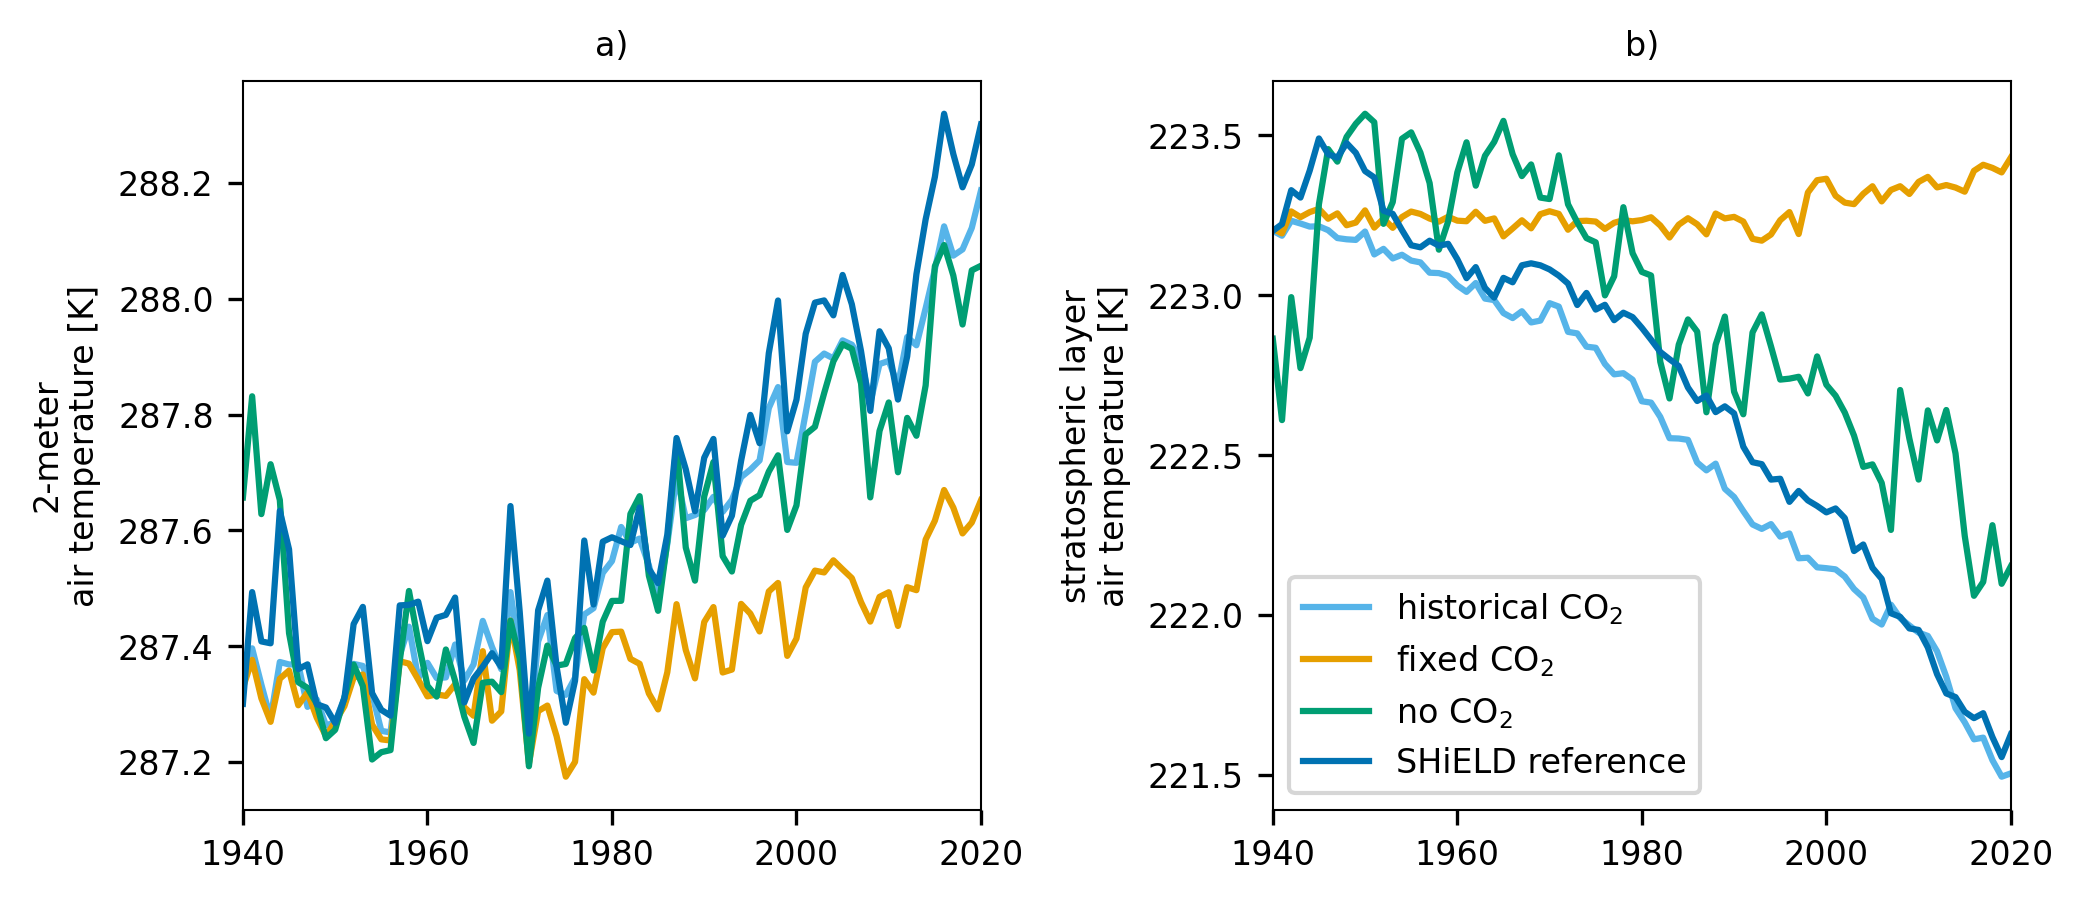 a)
2-meter
air temperature [K]
288.2
288.0
287.8
287.6
287.4
287.2
1940
1960
1980
2000
2020
b)
stratospheric layer
air temperature [K]
223.5
223.0
222.5
222.0
221.5
historical CO₂
fixed CO₂
no CO₂
SHiELD reference
1940
1960
1980
2000
2020